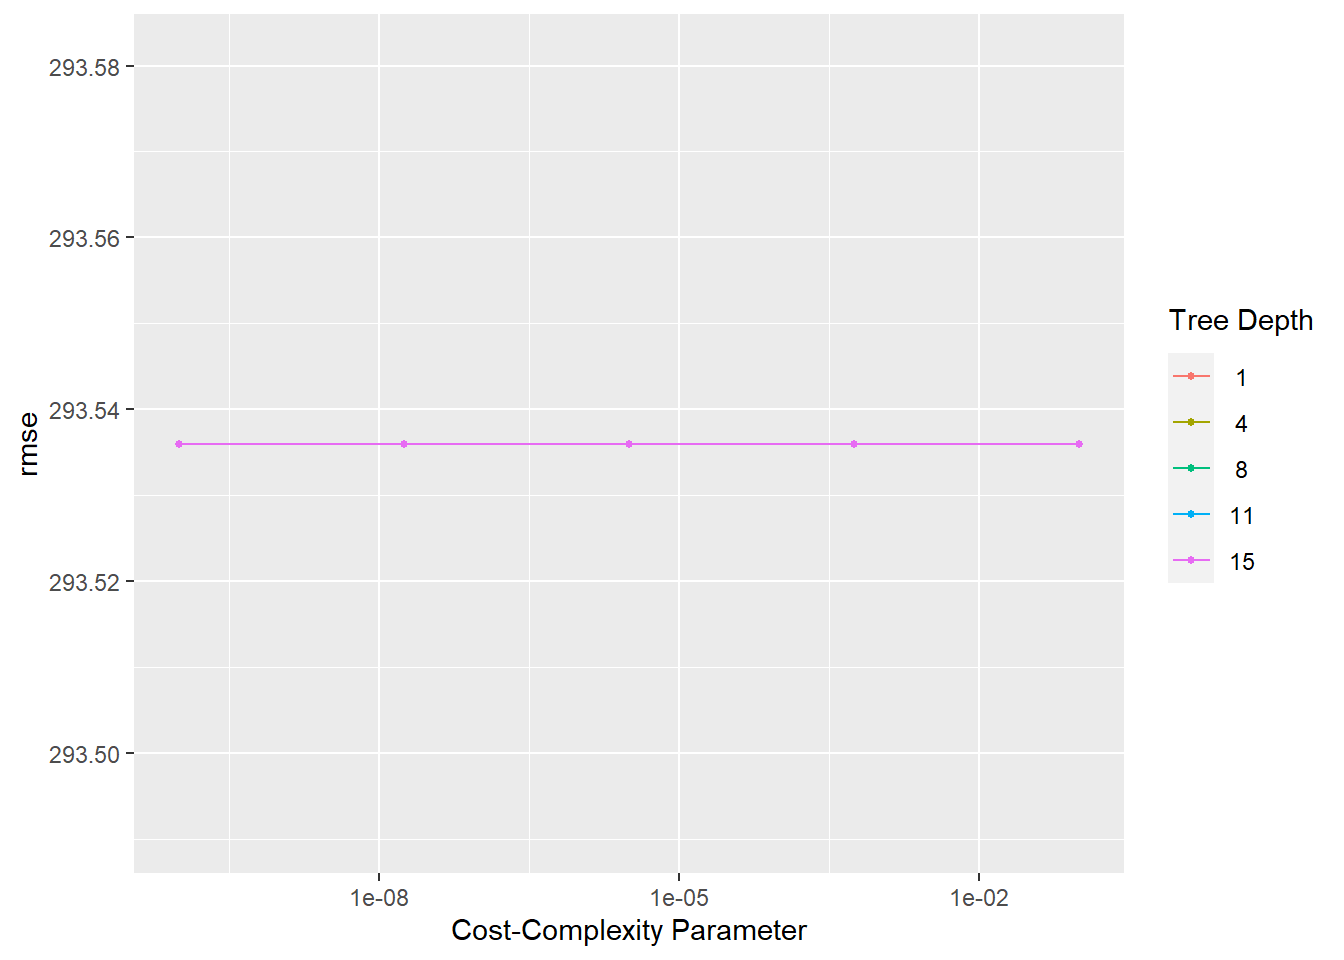 293.58
293.56
293.54
293.52
293.50
rmse
1e-08
1e-05
1e-02
Cost-Complexity Parameter
Tree Depth
1
4
8
11
15